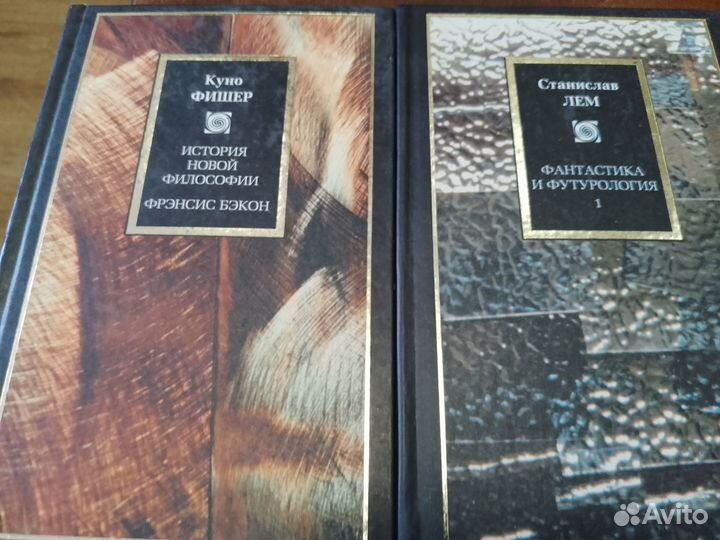 Куно
ФИШЕР
ИСТОРИЯ
НОВОЙ
ФИЛОСОФИИ
ФРЭНСИС БЭКОН
Станислав
ЛЕМ
ФАНТАСТИКА
И ФУТУРОЛОГИЯ
1
Avito